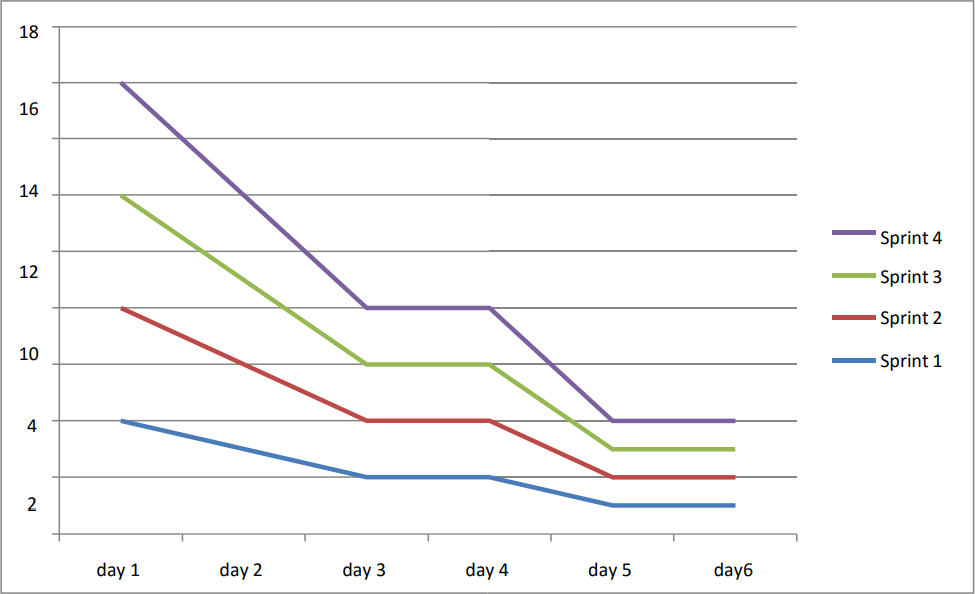 18
16
14
12
10
4
2
day 1 day 2 day 3 day 4 day 5 day6
Sprint 4
Sprint 3
Sprint 2
Sprint 1